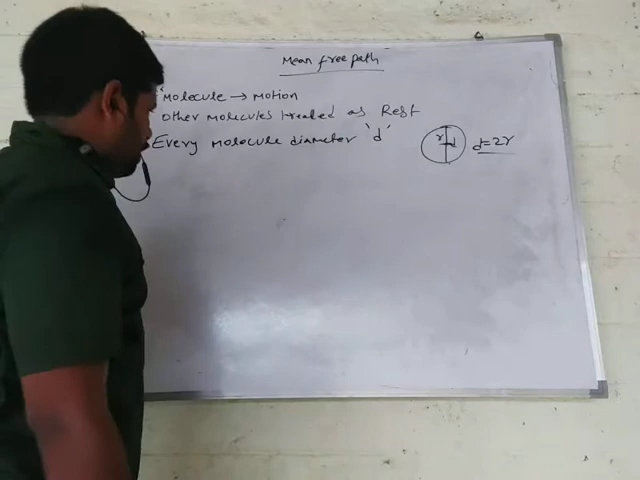 Mean free path
Molecule → Motion
Other Molecules treated as Rest
Every molecule diameter 'd'
r d d=2r